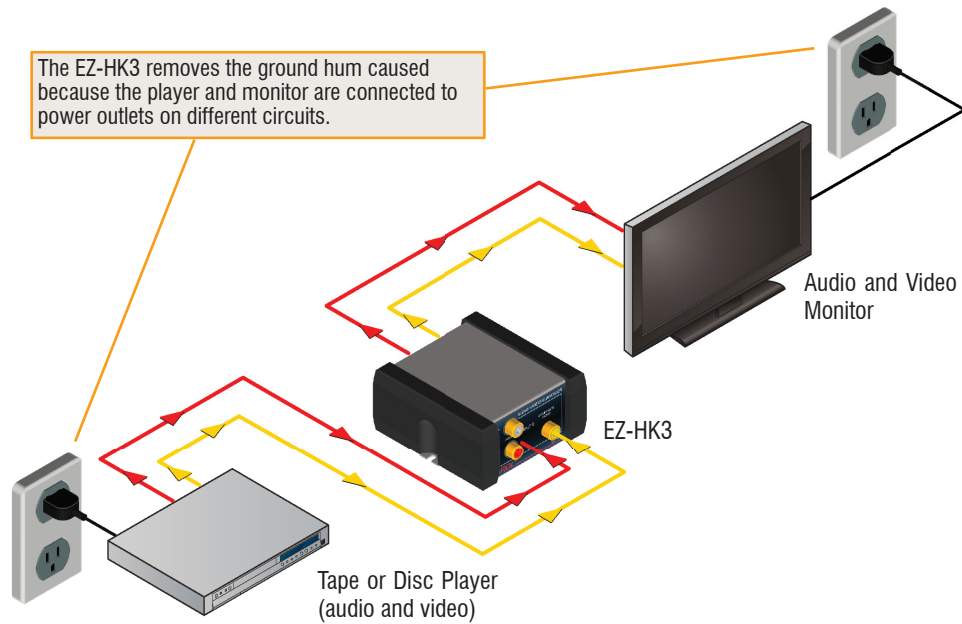 The EZ-HK3 removes the ground hum caused
because the player and monitor are connected to
power outlets on different circuits.
Audio and Video
Monitor
EZ-HK3
Tape or Disc Player
(audio and video)